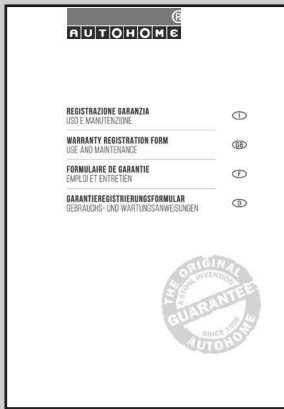 ®
AUTOHOME
REGISTRAZIONE GARANZIA
USO E MANUTENZIONE
I
WARRANTY REGISTRATION FORM
USE AND MAINTENANCE
GB
FORMULAIRE DE GARANTIE
EMPLOI ET ENTRETIEN
F
GARANTIEREGISTRIERUNGSFORMULAR
GEBRAUCHS- UND WARTUNGSANWEISUNGEN
D
THE ORIGINAL
INVENTION
GUARANTEE
SINCE 1958
AUTOHOME